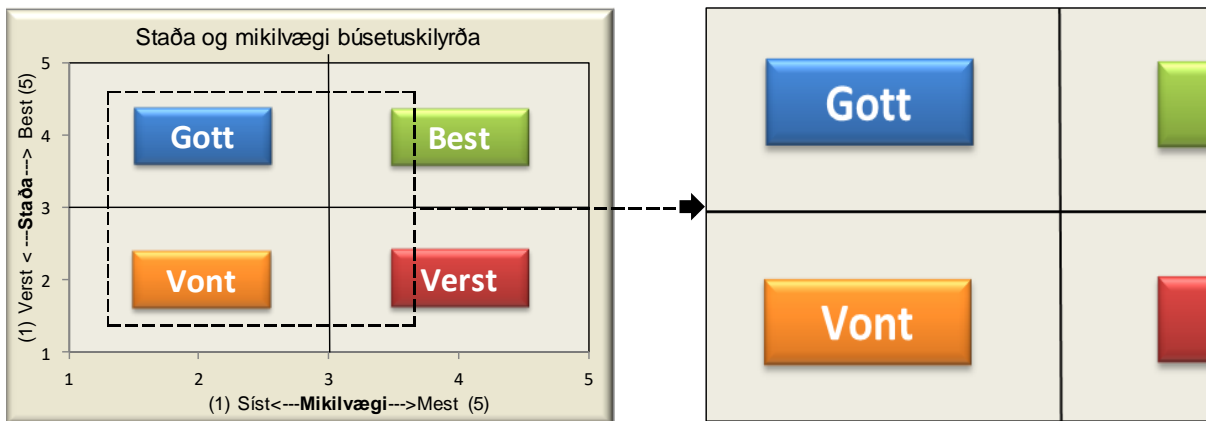 Staða og mikilvægi búsetuskilyrða
(1) Verst < ---Staða---> Best (5)
5
4
3
2
1
Gott
Best
Vont
Verst
1 2 3 4 5
(1) Síst<---Mikilvægi--->Mest (5)
Gott
Vont